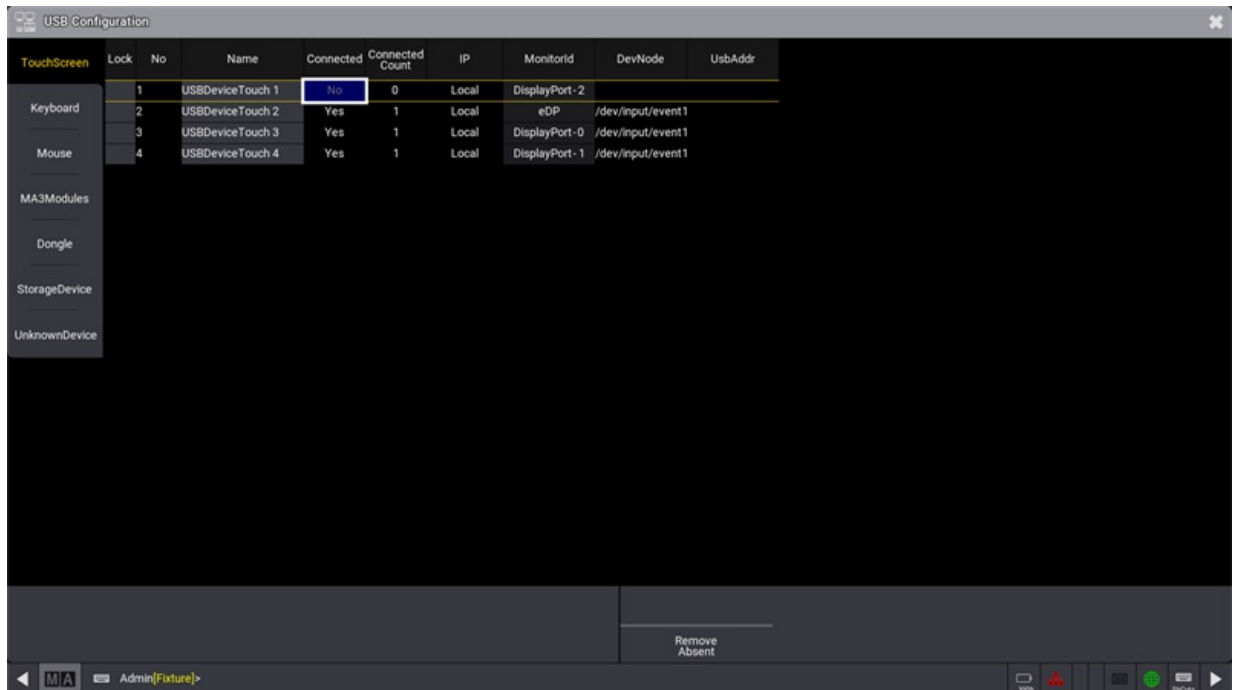 USB Configuration
TouchScreen
Lock No Name Connected Connected Count IP MonitorId DevNode UsbAddr
1 USBDeviceTouch 1 No 0 Local DisplayPort-2
Keyboard
2 USBDeviceTouch 2 Yes 1 Local eDP /dev/input/event1
3 USBDeviceTouch 3 Yes 1 Local DisplayPort-0 /dev/input/event1
Mouse
4 USBDeviceTouch 4 Yes 1 Local DisplayPort-1 /dev/input/event1
MA3Modules
Dongle
StorageDevice
UnknownDevice
Remove
Absent
MA Admin[Fixture]>